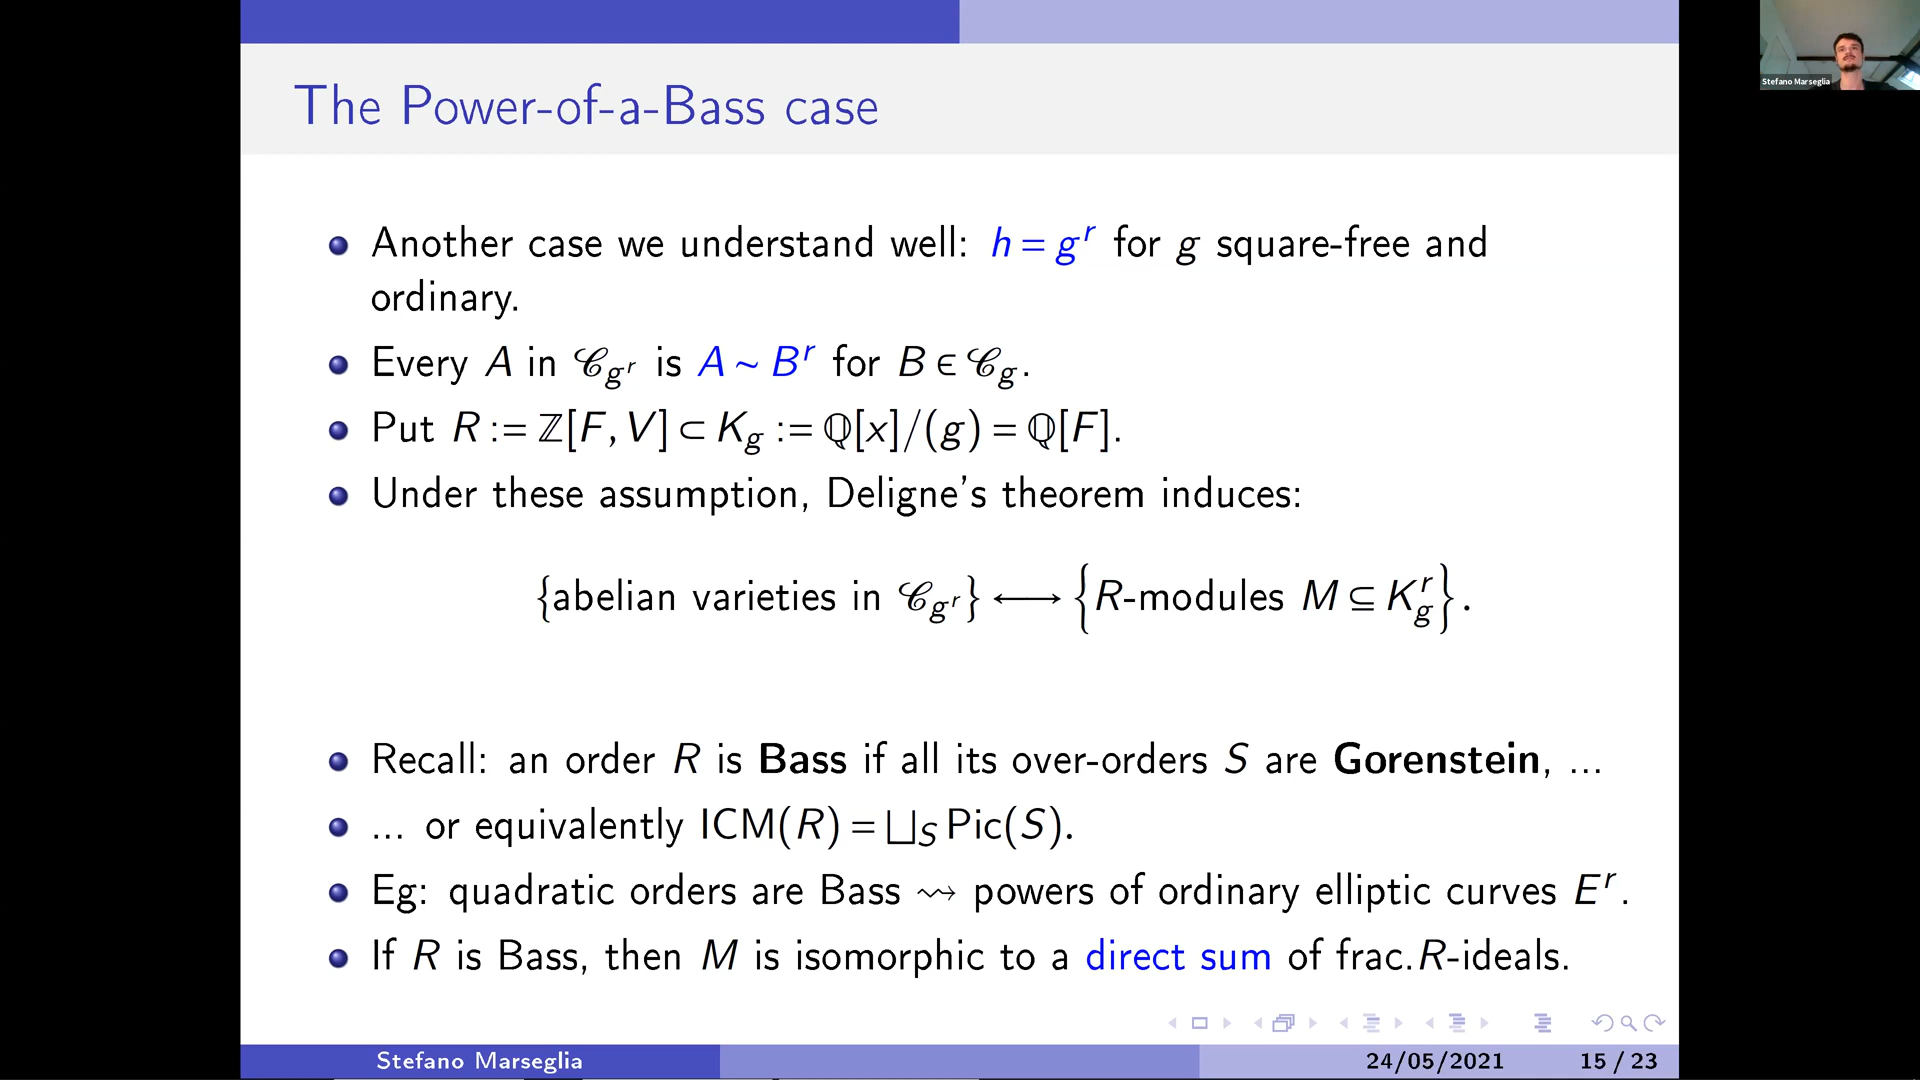 The Power-of-a-Bass case
Stefano Marseglia
Another case we understand well: h = g^r for g square-free and
ordinary.
Every A in 𝒞_{g^r} is A ~ B^r for B ∈ 𝒞_g.
Put R := ℤ[F, V] ⊂ K_g := ℚ[x]/(g) = ℚ[F].
Under these assumption, Deligne's theorem induces:
{abelian varieties in 𝒞_{g^r}} ⟷ {R-modules M ⊆ K_g^r}.
Recall: an order R is Bass if all its over-orders S are Gorenstein, ...
... or equivalently ICM(R) = ⊔_S Pic(S).
Eg: quadratic orders are Bass ⇝ powers of ordinary elliptic curves E^r.
If R is Bass, then M is isomorphic to a direct sum of frac.R-ideals.
Stefano Marseglia 24/05/2021 15 / 23